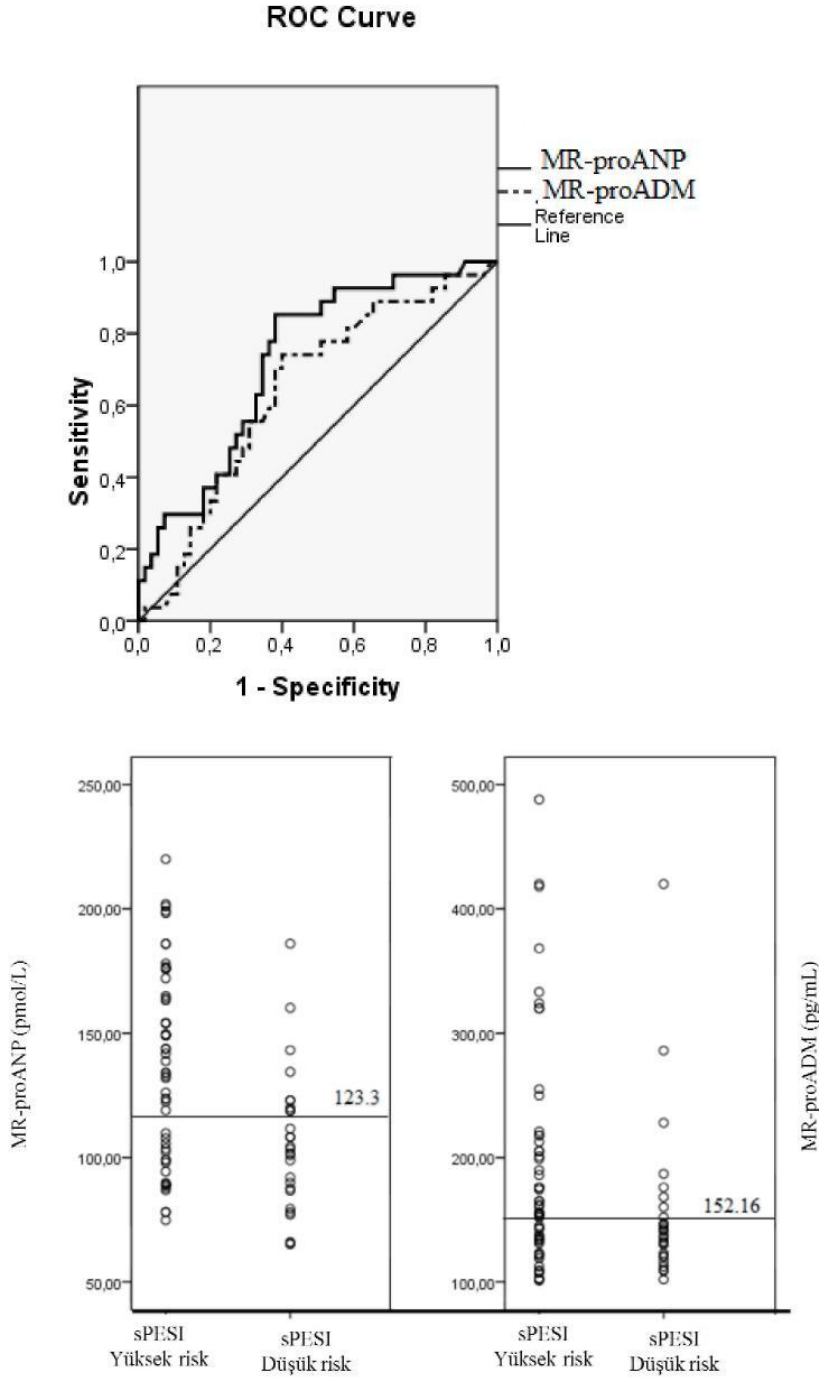 ROC Curve
MR-proANP
MR-proADM
Reference
Line
1,0
0,8
0,6
0,4
0,2
0,0
Sensitivity
0,0 0,2 0,4 0,6 0,8 1,0
1 - Specificity
250,00
200,00
150,00
100,00
50,00
MR-proANP (pmol/L)
123.3
sPESI
Yüksek risk
sPESI
Düşük risk
500,00
400,00
300,00
200,00
100,00
152.16
MR-proADM (pg/mL)
sPESI
Yüksek risk
sPESI
Düşük risk